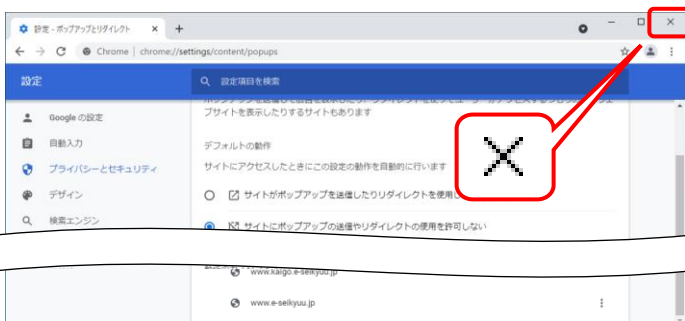 設定 - ポップアップとリダイレクト
Chrome | chrome://settings/content/popups
設定
設定項目を検索
Google の設定
自動入力
プライバシーとセキュリティ
デザイン
検索エンジン
ブサイトを表示したりするサイトもあります
デフォルトの動作
サイトにアクセスしたときにこの設定の動作を自動的に行います
サイトがポップアップを送信したりリダイレクトを使用
サイトにポップアップの送信やリダイレクトの使用を許可しない
www.kaigo.e-seikyuu.jp
www.e-seikyuu.jp